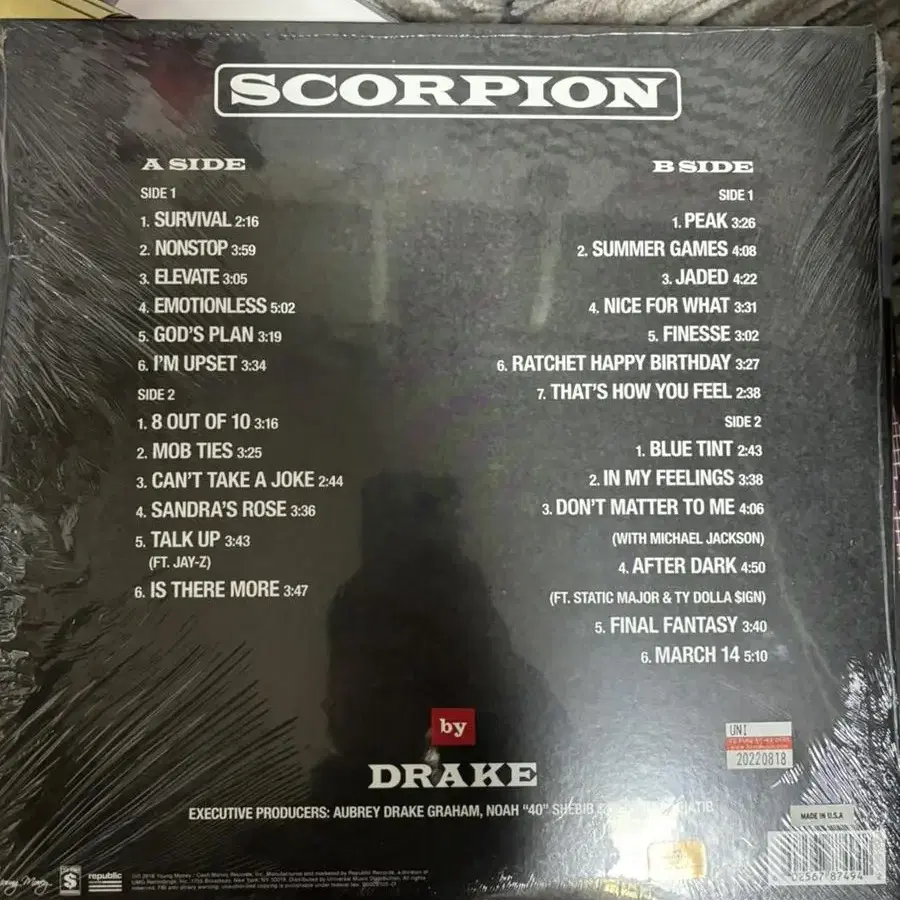 SCORPION
A SIDE
SIDE 1
1. SURVIVAL 2:16
2. NONSTOP 3:59
3. ELEVATE 3:05
4. EMOTIONLESS 5:02
5. GOD'S PLAN 3:19
6. I'M UPSET 3:34
SIDE 2
1. 8 OUT OF 10 3:16
2. MOB TIES 3:25
3. CAN'T TAKE A JOKE 2:44
4. SANDRA'S ROSE 3:36
5. TALK UP 3:43
(FT. JAY-Z)
6. IS THERE MORE 3:47
B SIDE
SIDE 1
1. PEAK 3:26
2. SUMMER GAMES 4:08
3. JADED 4:22
4. NICE FOR WHAT 3:31
5. FINESSE 3:02
6. RATCHET HAPPY BIRTHDAY 3:27
7. THAT'S HOW YOU FEEL 2:38
SIDE 2
1. BLUE TINT 2:43
2. IN MY FEELINGS 3:38
3. DON'T MATTER TO ME 4:06
(WITH MICHAEL JACKSON)
4. AFTER DARK 4:50
(FT. STATIC MAJOR & TY DOLLA $IGN)
5. FINAL FANTASY 3:40
6. MARCH 14 5:10
by
DRAKE
UNI
20220818
EXECUTIVE PRODUCERS: AUBREY DRAKE GRAHAM, NOAH "40" SHEBIB
MADE IN U.S.A
republic
02567 87494 2